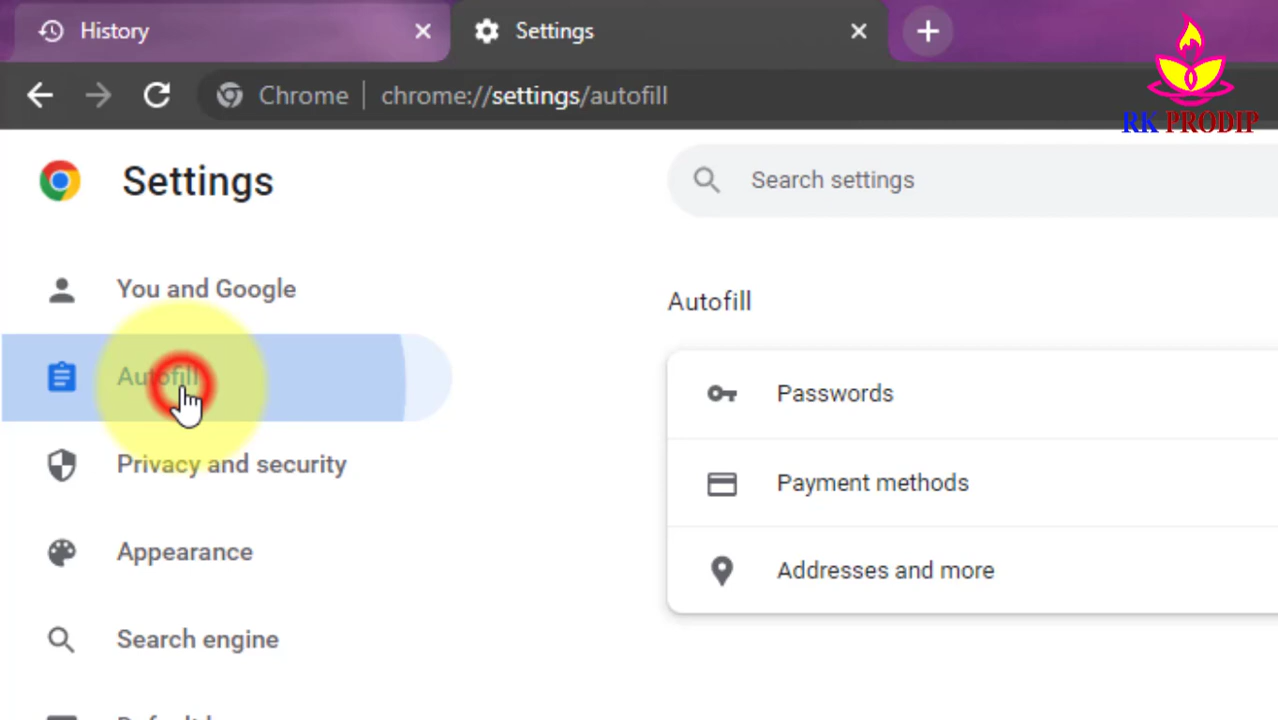 History
Settings
Chrome
chrome://settings/autofill
RK PRODIP
Settings
Search settings
You and Google
Autofill
Privacy and security
Appearance
Search engine
Autofill
Passwords
Payment methods
Addresses and more